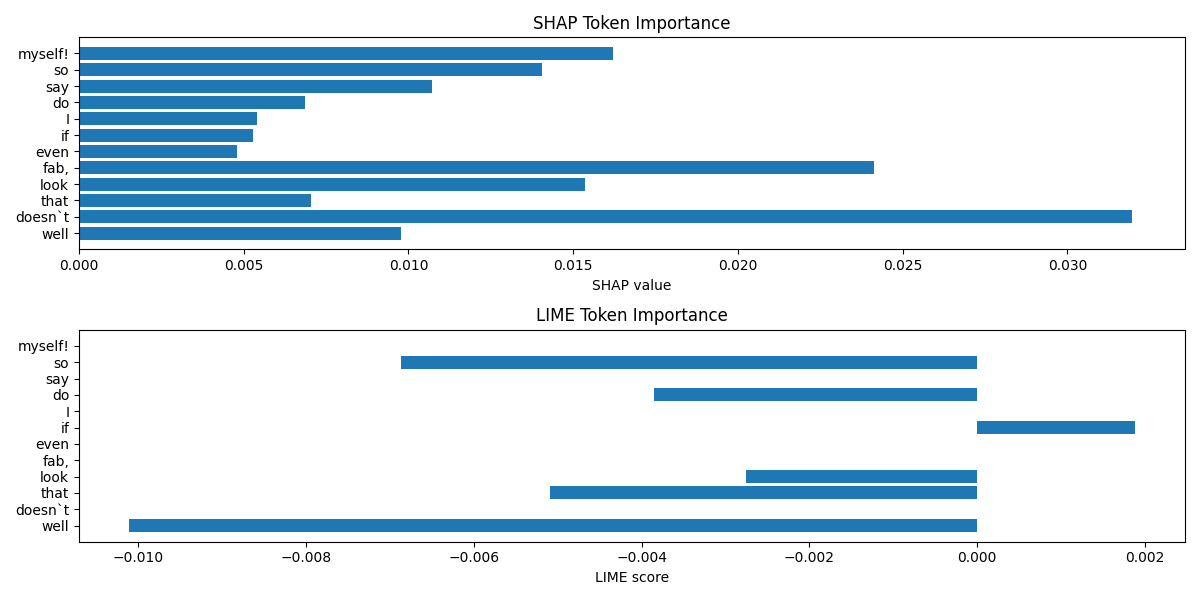 SHAP Token Importance
myself!
so
say
do
I
if
even
fab,
look
that
doesn`t
well
0.000 0.005 0.010 0.015 0.020 0.025 0.030
SHAP value
LIME Token Importance
myself!
so
say
do
I
if
even
fab,
look
that
doesn`t
well
−0.010 −0.008 −0.006 −0.004 −0.002 0.000 0.002
LIME score